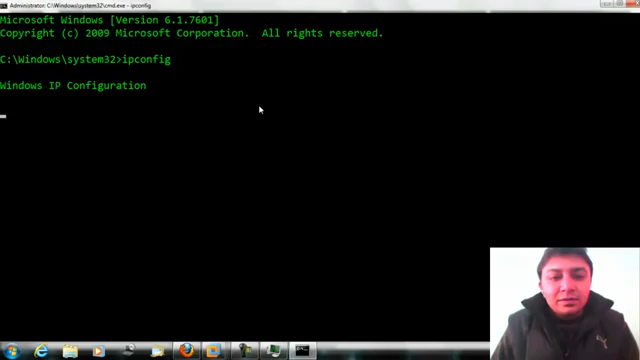 Administrator: C:\Windows\system32\cmd.exe - ipconfig
Microsoft Windows [Version 6.1.7601]
Copyright (c) 2009 Microsoft Corporation.  All rights reserved.
C:\Windows\system32>ipconfig
Windows IP Configuration